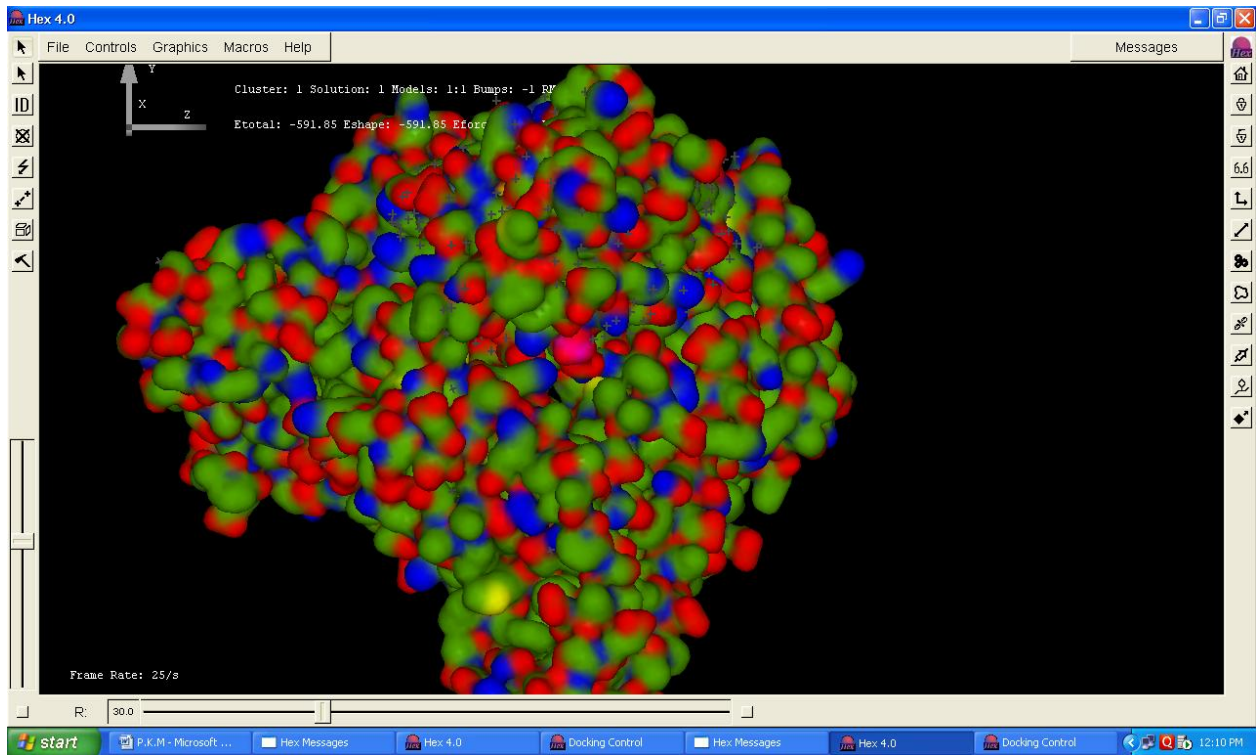 Hex 4.0
File Controls Graphics Macros Help Messages
Y
X
Z
Cluster: 1 Solution: 1 Models: 1:1 Bumps: -1
Etotal: -591.85 Eshape: -591.85
ID
6.6
Hex
Frame Rate: 25/s
R: 30.0
start P.K.M - Microsoft ... Hex Messages Hex 4.0 Docking Control Hex Messages Hex 4.0 Docking Control 12:10 PM